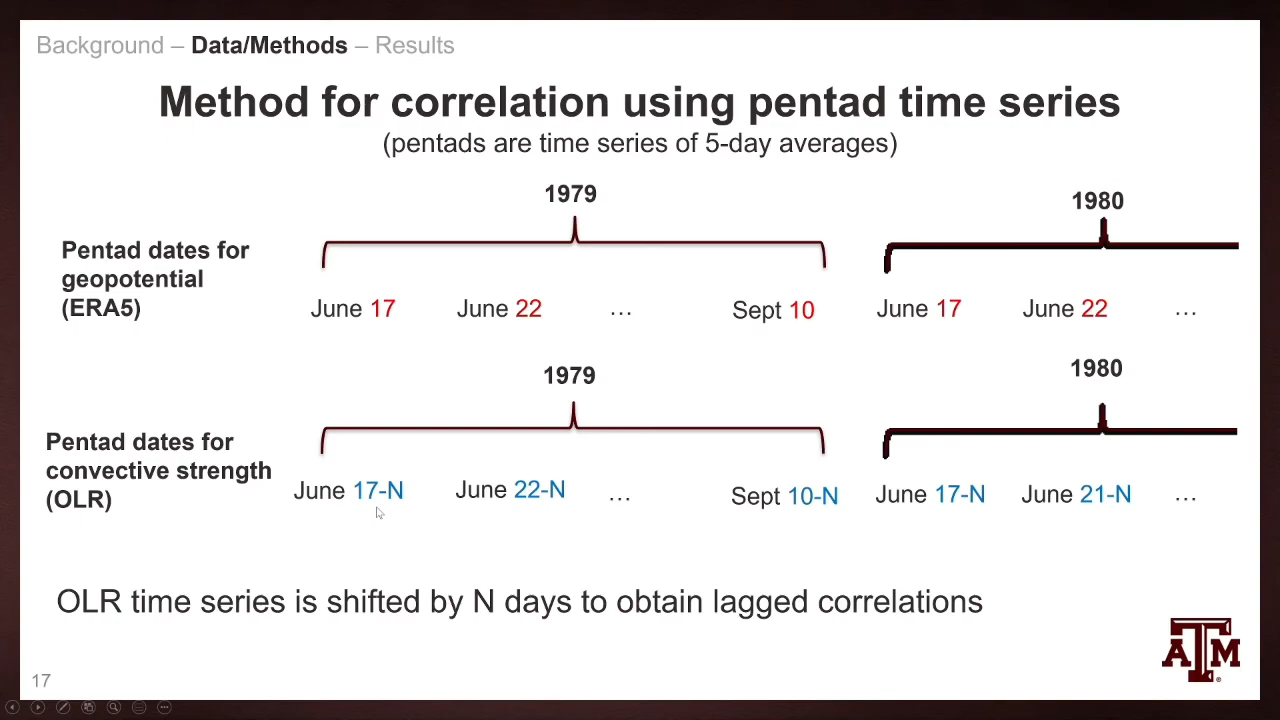 Background – Data/Methods – Results
Method for correlation using pentad time series
(pentads are time series of 5-day averages)
1979
1980
Pentad dates for
geopotential
(ERA5)
June 17 June 22 … Sept 10 June 17 June 22 …
1979
1980
Pentad dates for
convective strength
(OLR)
June 17-N June 22-N … Sept 10-N June 17-N June 21-N …
OLR time series is shifted by N days to obtain lagged correlations
ATM
17